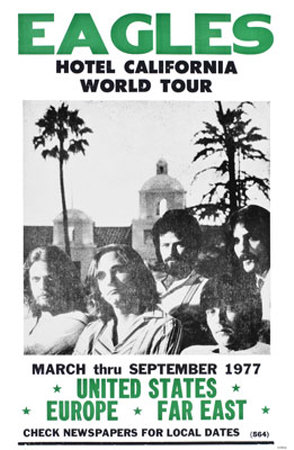 EAGLES
HOTEL CALIFORNIA
WORLD TOUR
MARCH thru SEPTEMBER 1977
★ UNITED STATES ★
★ EUROPE ★ FAR EAST ★
CHECK NEWSPAPERS FOR LOCAL DATES (564)